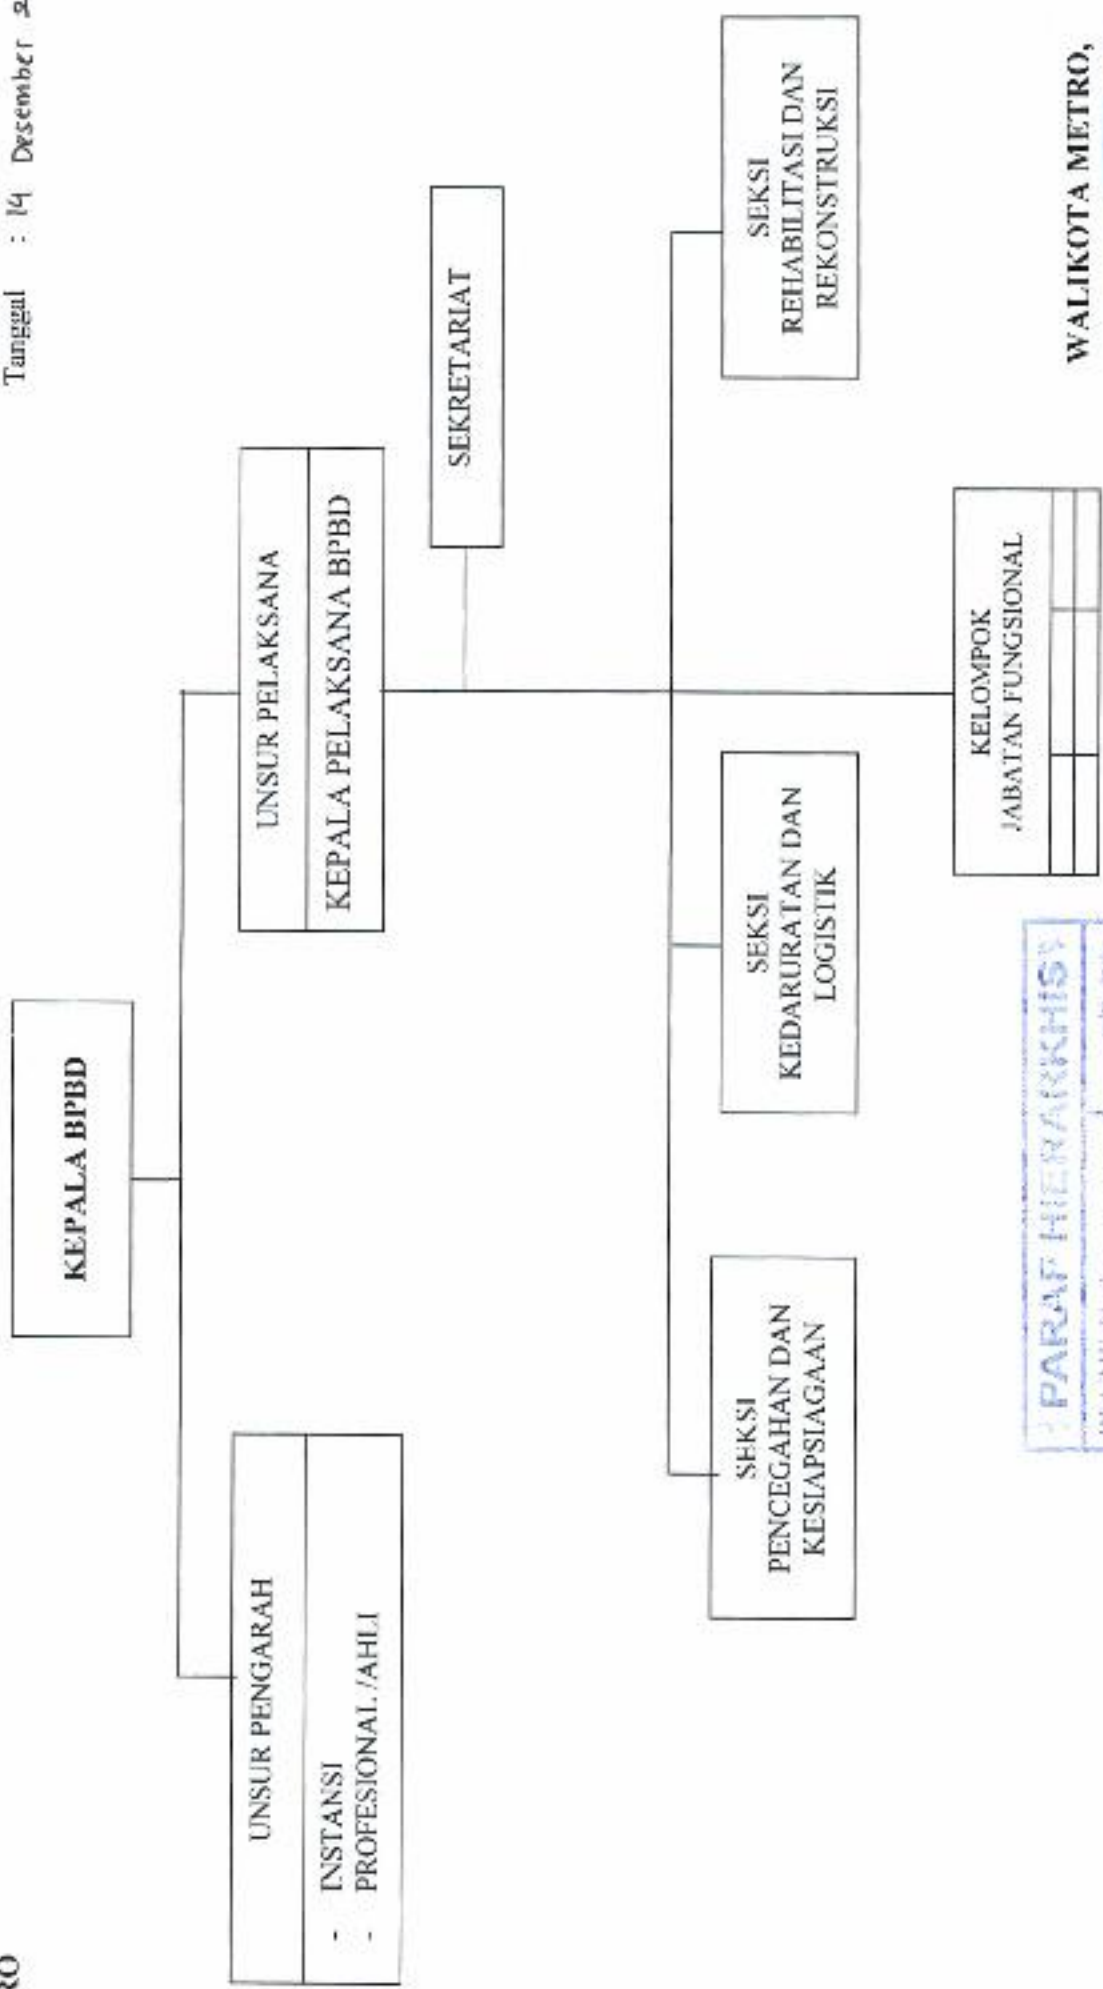 RO
Tanggal : 14 Desember
KEPALA BPBD
UNSUR PENGARAH
- INSTANSI
- PROFESIONAL /AHLI
UNSUR PELAKSANA
KEPALA PELAKSANA BPBD
SEKRETARIAT
SEKSI
PENCEGAHAN DAN
KESIAPSIAGAAN
SEKSI
KEDARURATAN DAN
LOGISTIK
SEKSI
REHABILITASI DAN
REKONSTRUKSI
KELOMPOK
JABATAN FUNGSIONAL
PARAF HIERARKHIS
WALIKOTA METRO,